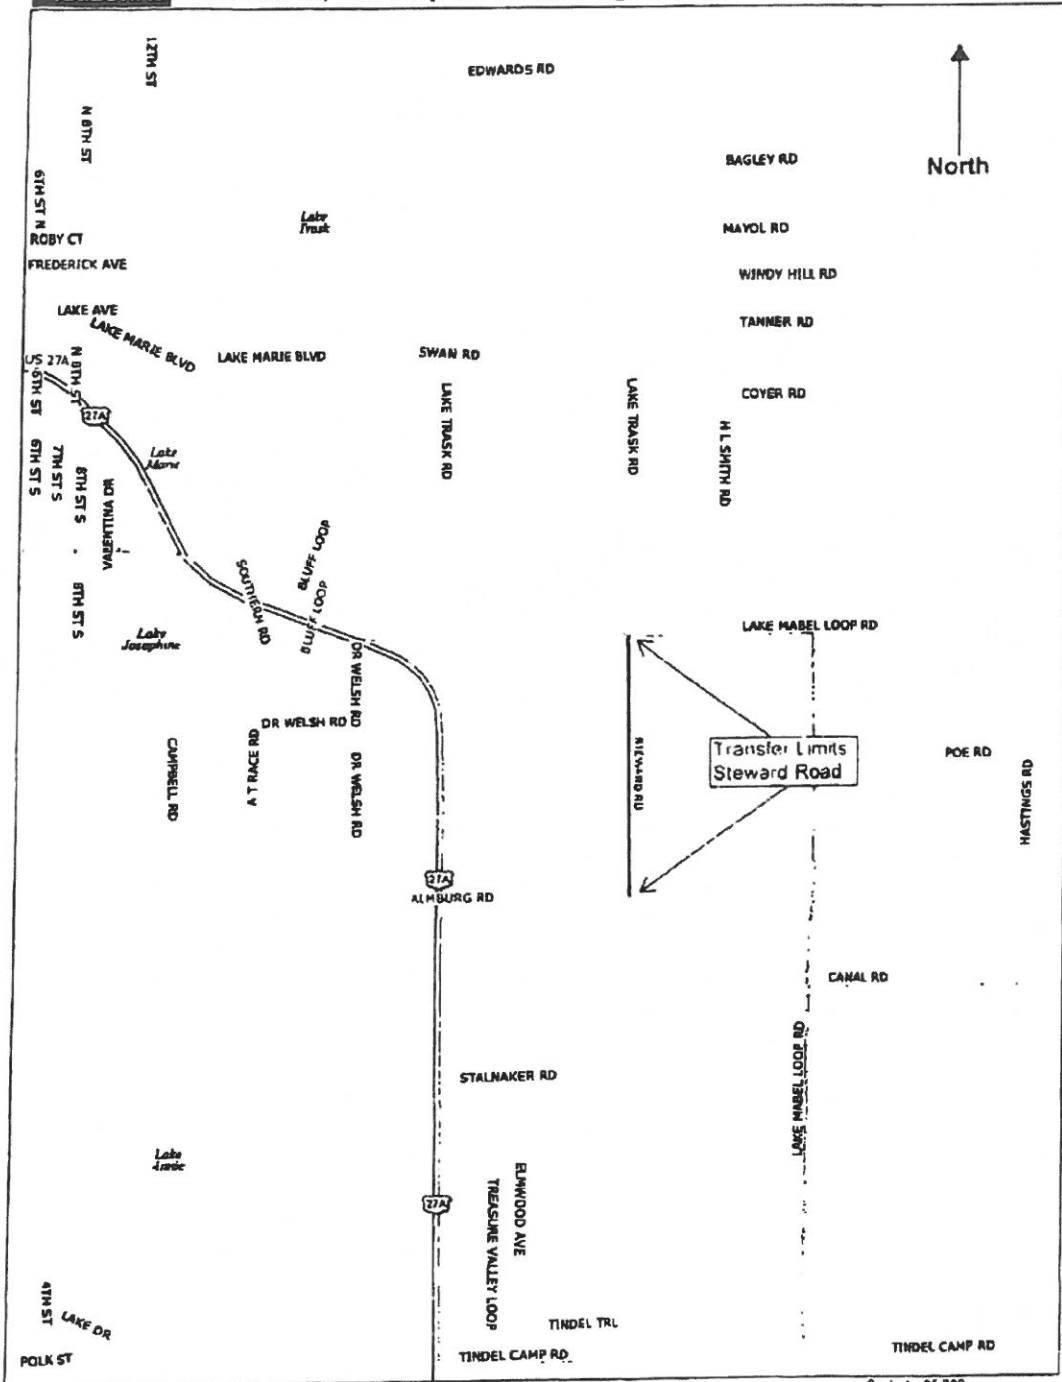 12TH ST
EDWARDS RD
N 8TH ST
BAGLEY RD
North
6TH ST N
Lake
Trask
MAYOL RD
ROBY CT
FREDERICK AVE
WINDY HILL RD
LAKE AVE
LAKE MARIE BLVD
TANNER RD
US 27A
LAKE MARIE BLVD
SWAN RD
N 8TH ST
6TH ST
27A
LAKE TRASK RD
LAKE TRASK RD
COYER RD
H L SMITH RD
6TH ST S
7TH ST S
Lake
Marie
8TH ST S
VALENTINA DR
BLUFF LOOP
SOUTHERN RD
BLUFF LOOP
8TH ST S
Lake
Josephine
LAKE MABEL LOOP RD
DR WELSH RD
DR WELSH RD
CAMPBELL RD
A T RACE RD
DR WELSH RD
STEWARD RD
Transfer Limits
Steward Road
POE RD
HASTINGS RD
27A
ALMBURG RD
CANAL RD
LAKE MABEL LOOP RD
STALNAKER RD
Lake
Annie
27A
ELMWOOD AVE
TREASURE VALLEY LOOP
4TH ST
LAKE DR
TINDEL TRL
POLK ST
TINDEL CAMP RD
TINDEL CAMP RD